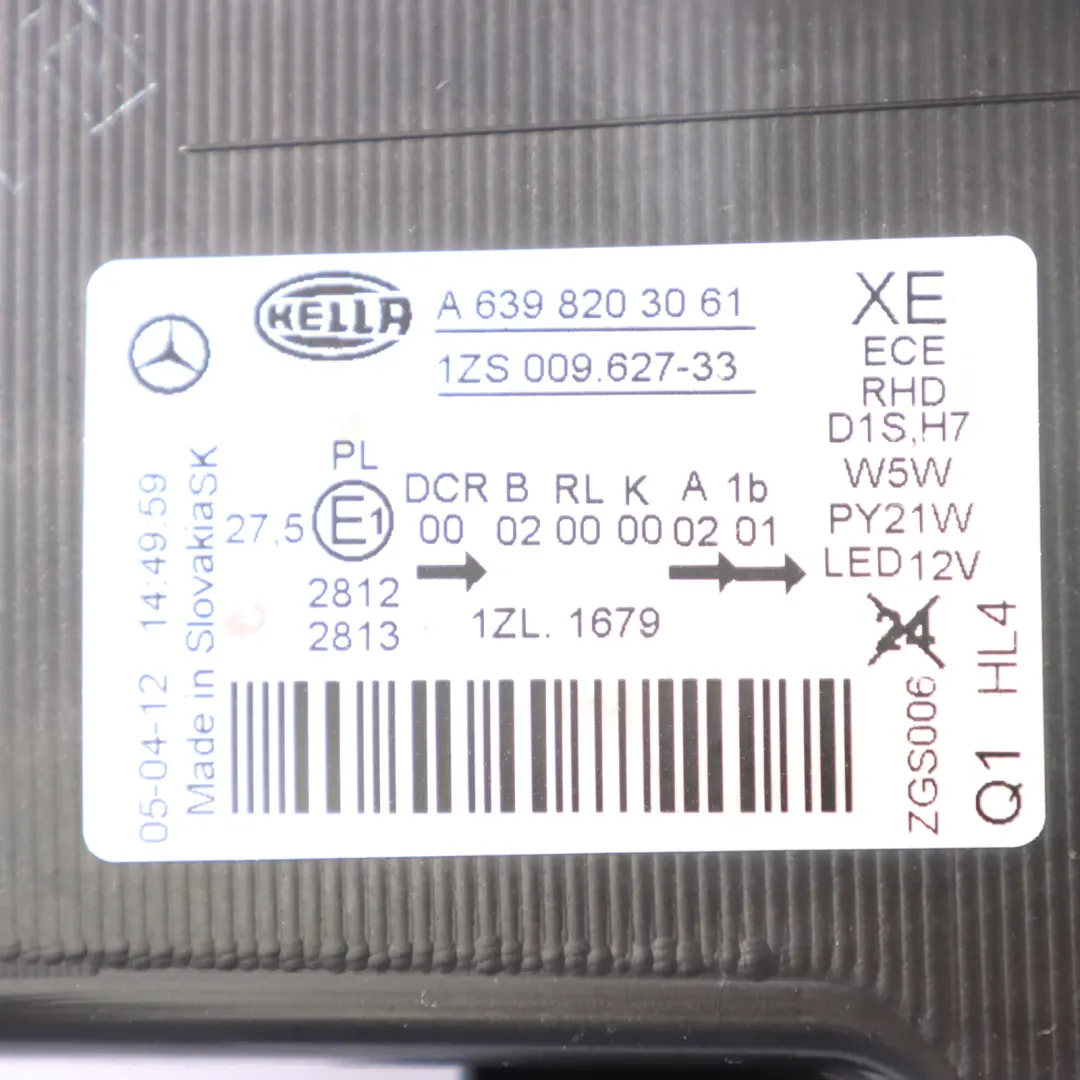 HELLA
A 639 820 3061
1ZS 009.627-33
XE
ECE
RHD
D1S,H7
W5W
PY21W
LED12V
24
PL
27,5 E1
DCR B RL K A 1b
00 02 00 00 02 01
2812
2813
1ZL. 1679
05-04-12 14:49:59
Made in SlovakiaSK
ZGS006
Q1 HL4